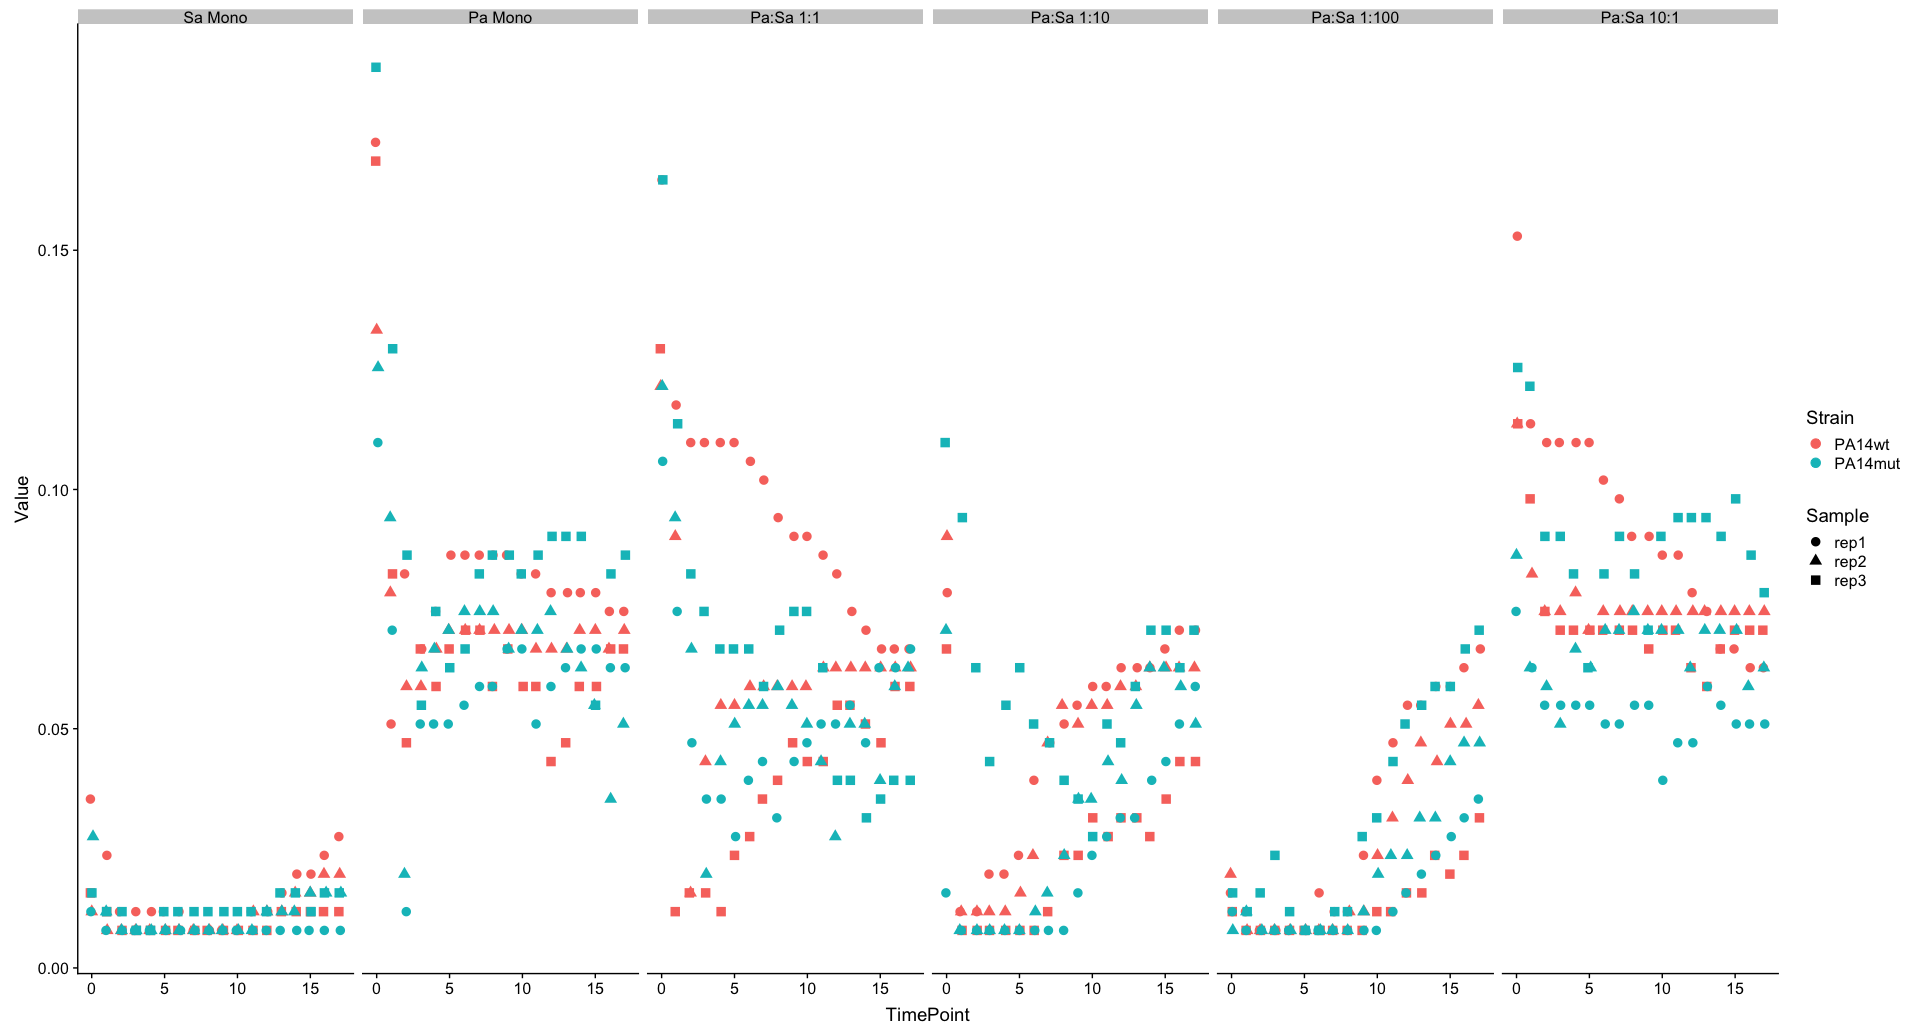 Sa Mono
Pa Mono
Pa:Sa 1:1
Pa:Sa 1:10
Pa:Sa 1:100
Pa:Sa 10:1
0.15
0.10
0.05
0.00
Value
0 5 10 15
0 5 10 15
0 5 10 15
0 5 10 15
0 5 10 15
0 5 10 15
TimePoint
Strain
PA14wt
PA14mut
Sample
rep1
rep2
rep3